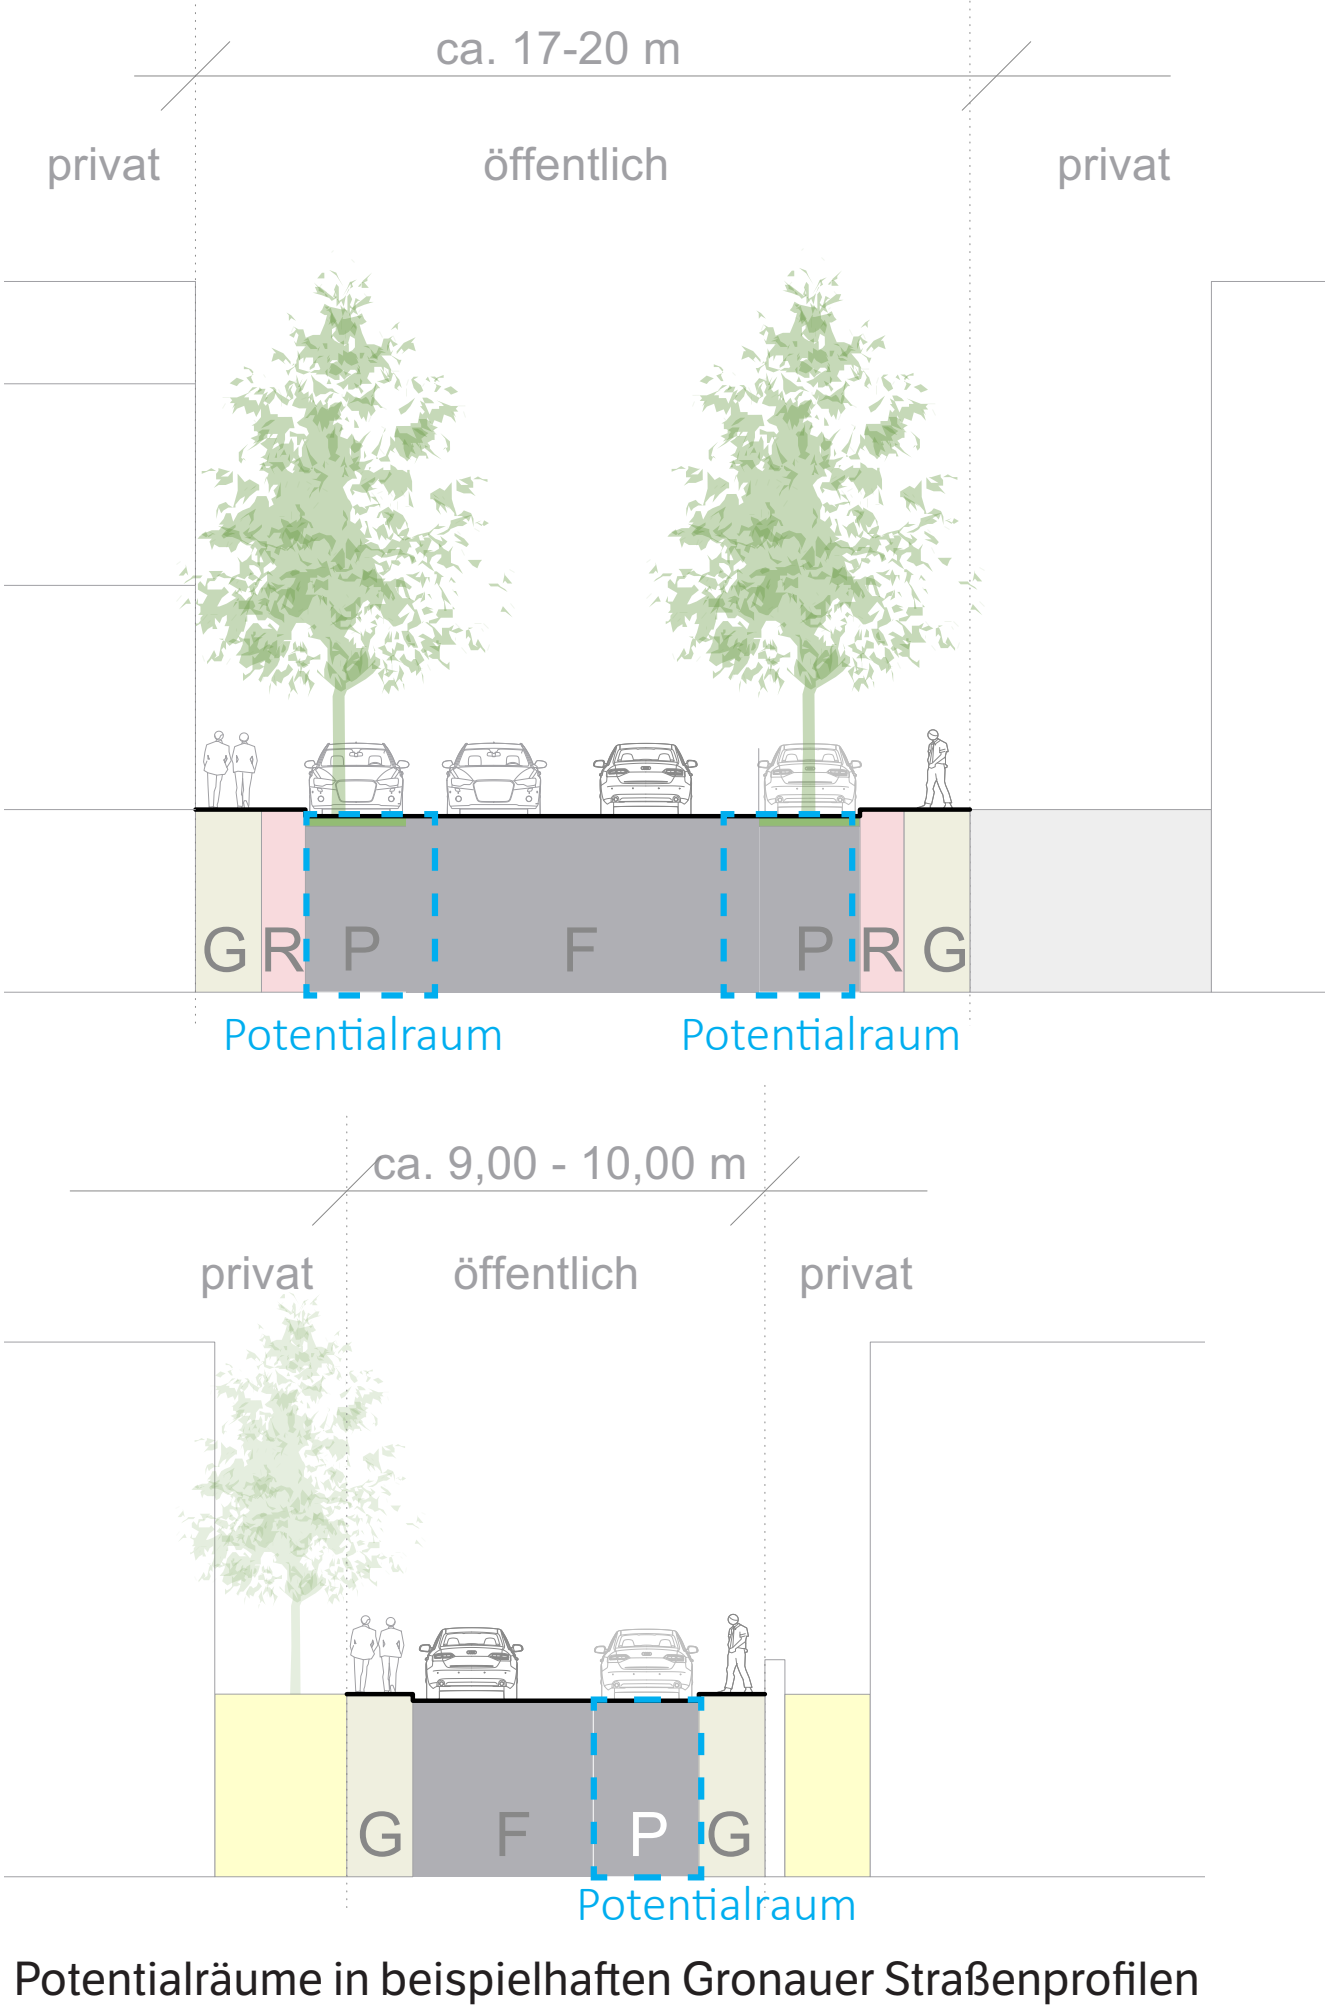 ca. 17-20 m
privat öffentlich privat
G R P F P R G
Potentialraum Potentialraum
ca. 9,00 - 10,00 m
privat öffentlich privat
G F P G
Potentialraum
Potentialräume in beispielhaften Gronauer Straßenprofilen